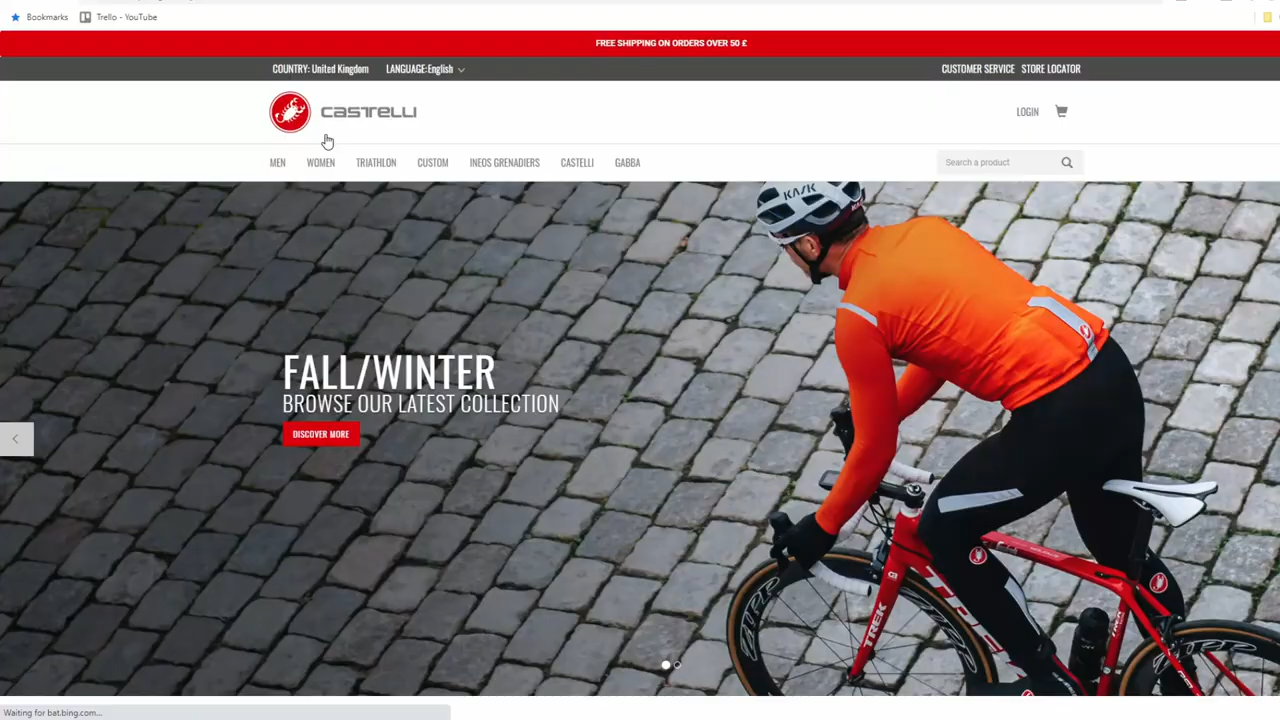 Bookmarks Trello - YouTube
FREE SHIPPING ON ORDERS OVER 50 £
COUNTRY: United Kingdom LANGUAGE:English CUSTOMER SERVICE STORE LOCATOR
CASTELLI LOGIN
MEN WOMEN TRIATHLON CUSTOM INEOS GRENADIERS CASTELLI GABBA Search a product
KASK
FALL/WINTER
BROWSE OUR LATEST COLLECTION
DISCOVER MORE
TREK
ZIPP
Waiting for bat.bing.com...